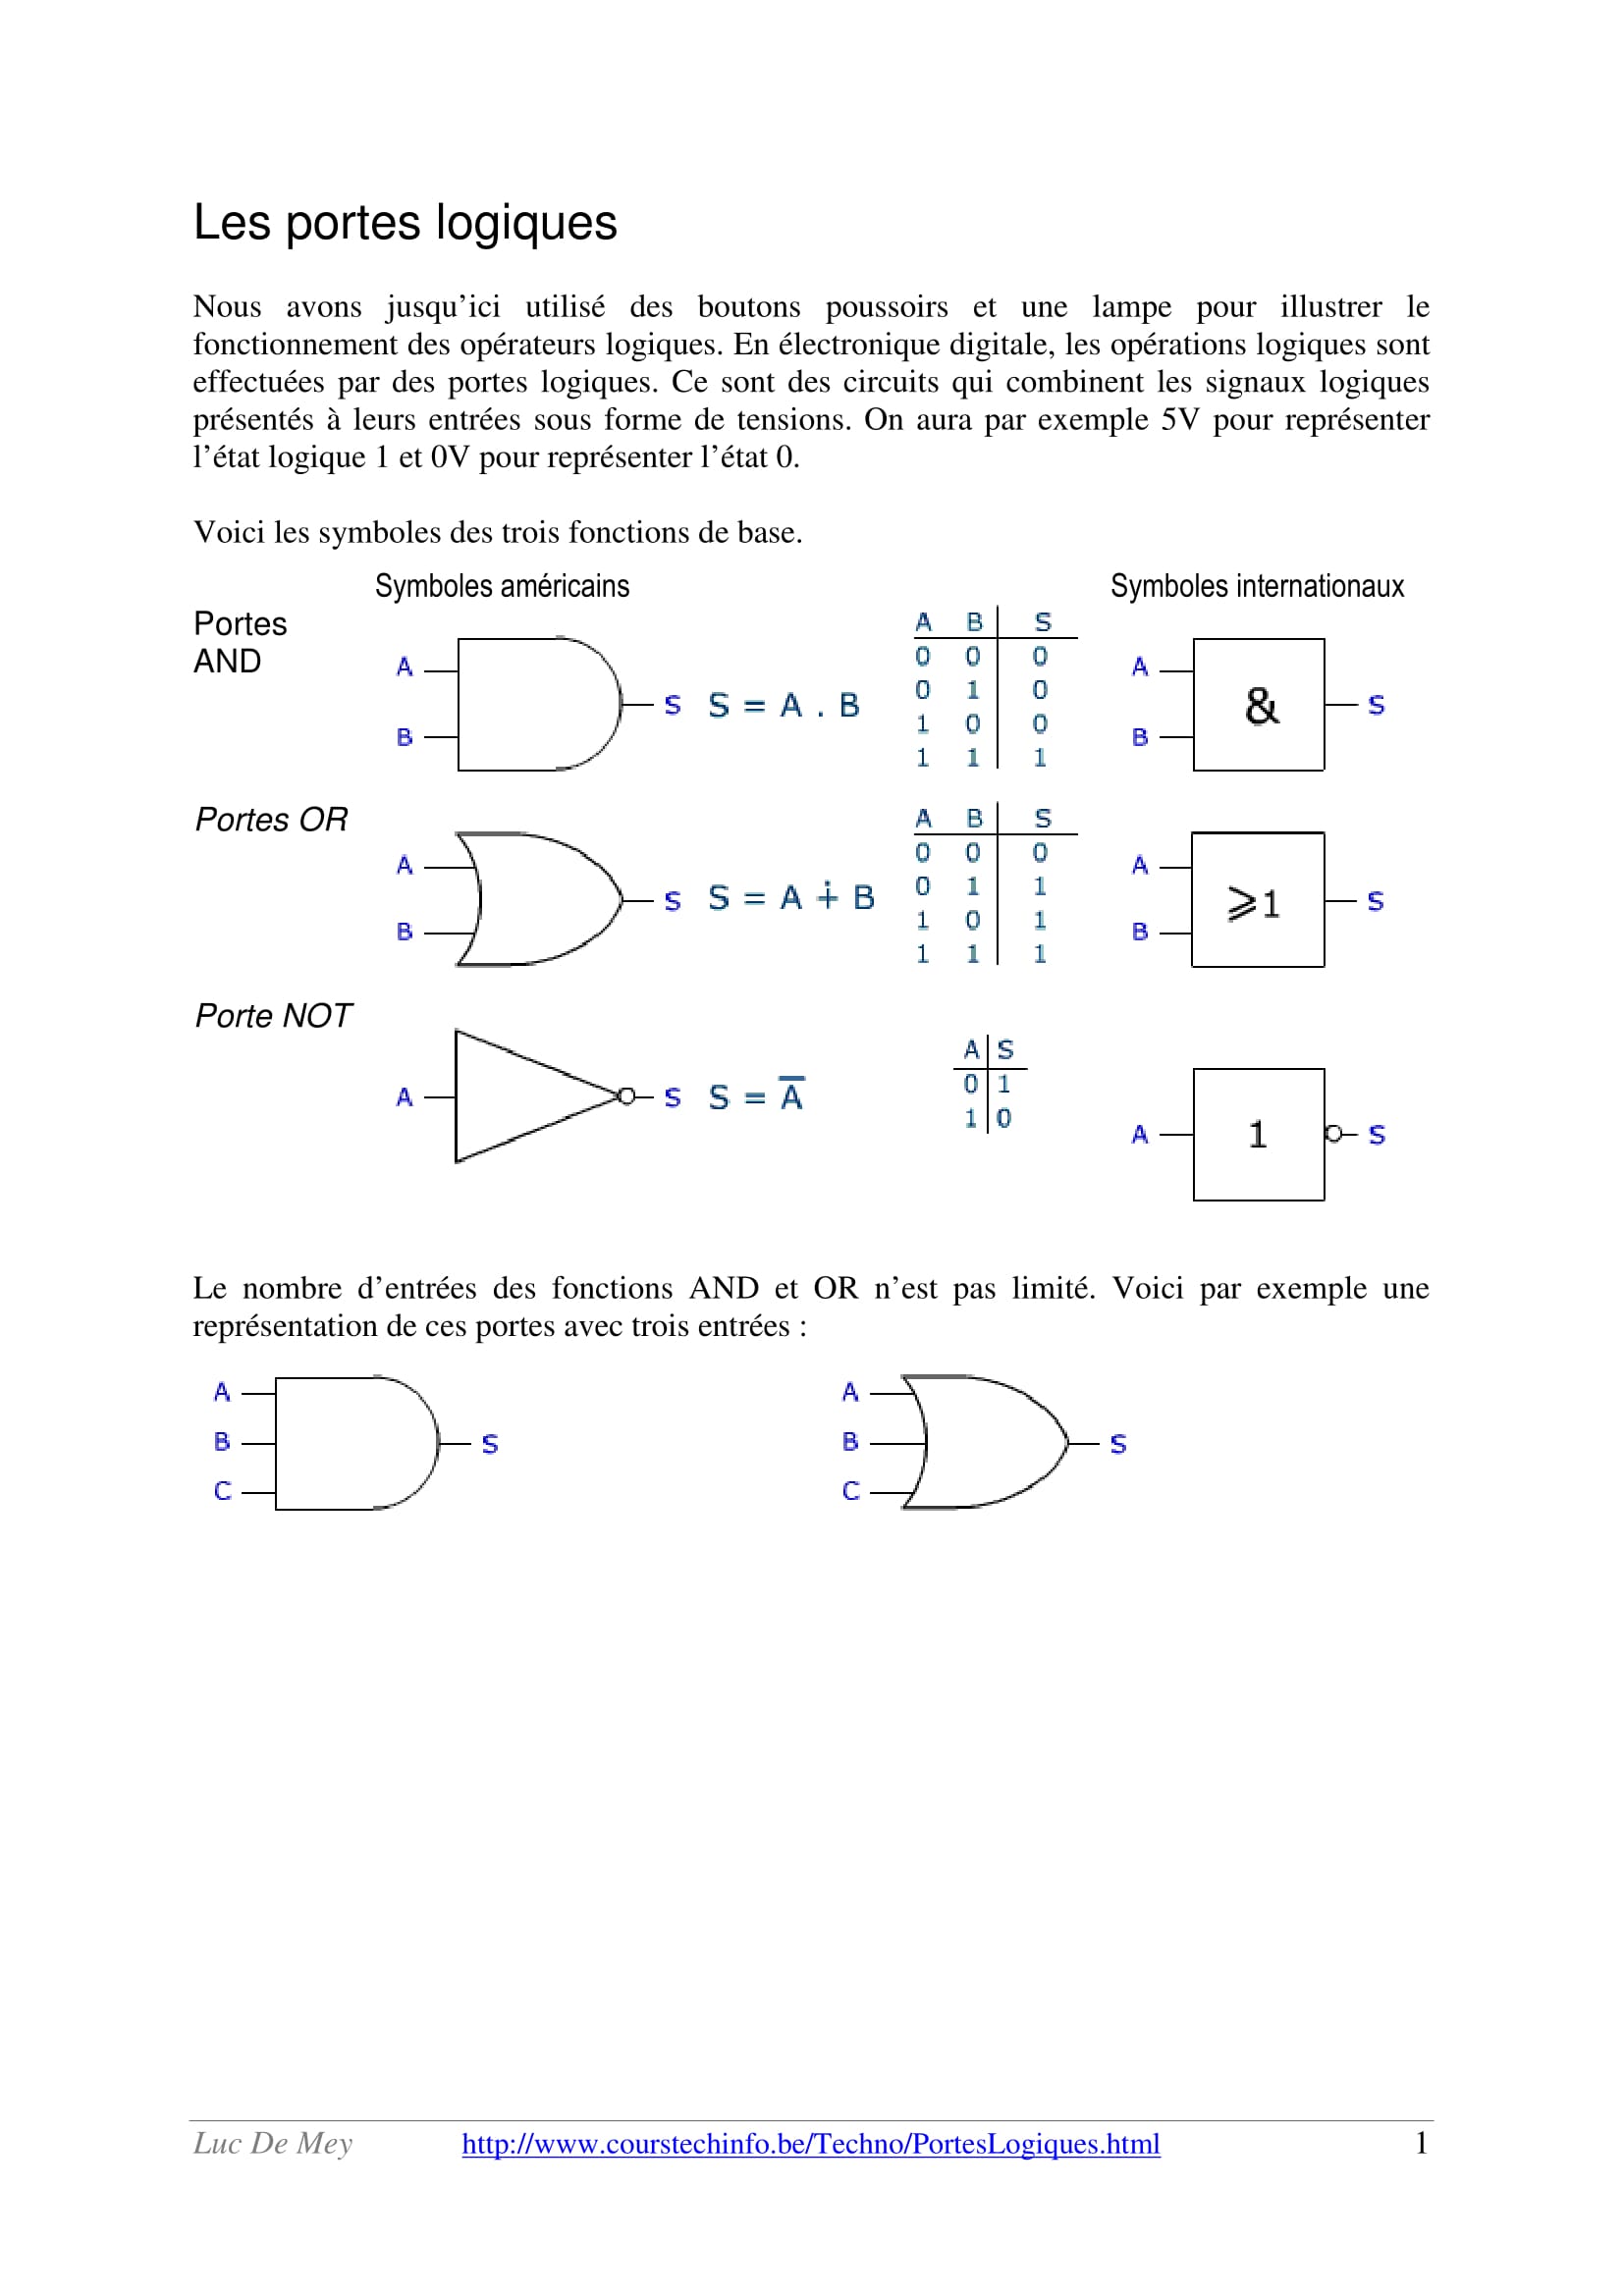 Les portes logiques
Nous avons jusqu’ici utilisé des boutons poussoirs et une lampe pour illustrer le
fonctionnement des opérateurs logiques. En électronique digitale, les opérations logiques sont
effectuées par des portes logiques. Ce sont des circuits qui combinent les signaux logiques
présentés à leurs entrées sous forme de tensions. On aura par exemple 5V pour représenter
l’état logique 1 et 0V pour représenter l’état 0.
Voici les symboles des trois fonctions de base.
Symboles américains Symboles internationaux
Portes
AND
A
B
S
S = A . B
A B S
0 0 0
0 1 0
1 0 0
1 1 1
A
B
&
S
Portes OR
A
B
S
S = A ∔ B
A B S
0 0 0
0 1 1
1 0 1
1 1 1
A
B
⩾1
S
Porte NOT
A
S
S = A̅
A S
0 1
1 0
A
1
S
Le nombre d’entrées des fonctions AND et OR n’est pas limité. Voici par exemple une
représentation de ces portes avec trois entrées :
A
B
C
S
A
B
C
S
Luc De Mey http://www.courstechinfo.be/Techno/PortesLogiques.html 1